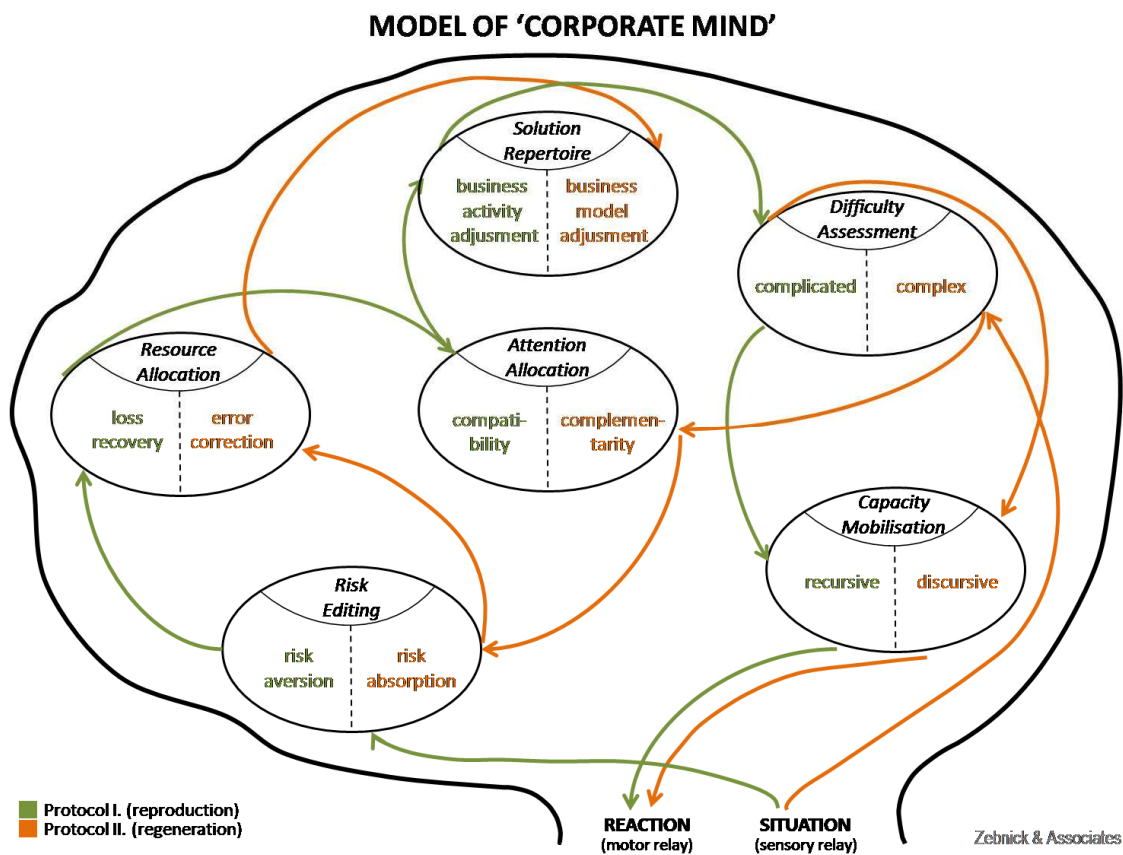 MODEL OF ‘CORPORATE MIND’
Solution
Repertoire
business
activity
adjusment
business
model
adjusment
Difficulty
Assessment
complicated
complex
Resource
Allocation
loss
recovery
error
correction
Attention
Allocation
compati-
bility
complemen-
tarity
Capacity
Mobilisation
recursive
discursive
Risk
Editing
risk
aversion
risk
absorption
Protocol I. (reproduction)
Protocol II. (regeneration)
REACTION
(motor relay)
SITUATION
(sensory relay)
Zebnick & Associates